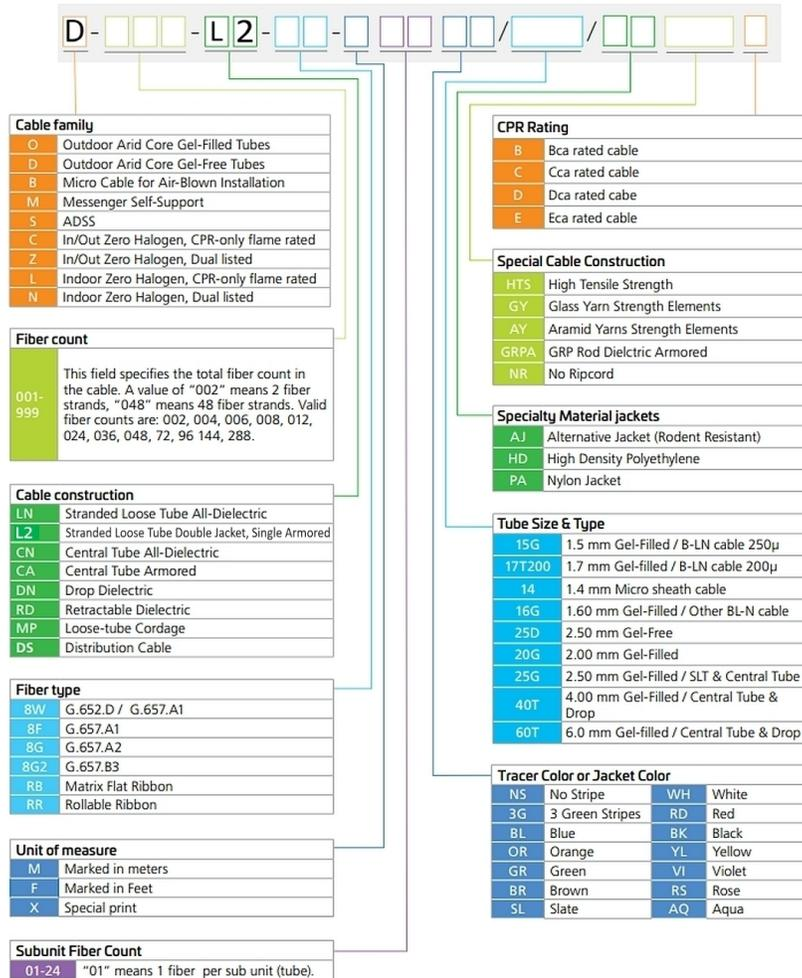 D - - L 2 - - / /
Cable family
O Outdoor Arid Core Gel-Filled Tubes
D Outdoor Arid Core Gel-Free Tubes
B Micro Cable for Air-Blown Installation
M Messenger Self-Support
S ADSS
C In/Out Zero Halogen, CPR-only flame rated
Z In/Out Zero Halogen, Dual listed
L Indoor Zero Halogen, CPR-only flame rated
N Indoor Zero Halogen, Dual listed
Fiber count
001-
999
This field specifies the total fiber count in
the cable. A value of "002" means 2 fiber
strands, "048" means 48 fiber strands. Valid
fiber counts are: 002, 004, 006, 008, 012,
024, 036, 048, 72, 96 144, 288.
Cable construction
LN Stranded Loose Tube All-Dielectric
L2 Stranded Loose Tube Double Jacket, Single Armored
CN Central Tube All-Dielectric
CA Central Tube Armored
DN Drop Dielectric
RD Retractable Dielectric
MP Loose-tube Cordage
DS Distribution Cable
Fiber type
8W G.652.D / G.657.A1
8F G.657.A1
8G G.657.A2
8G2 G.657.B3
RB Matrix Flat Ribbon
RR Rollable Ribbon
Unit of measure
M Marked in meters
F Marked in Feet
X Special print
Subunit Fiber Count
01-24 "01" means 1 fiber per sub unit (tube).
CPR Rating
B Bca rated cable
C Cca rated cable
D Dca rated cabe
E Eca rated cable
Special Cable Construction
HTS High Tensile Strength
GY Glass Yarn Strength Elements
AY Aramid Yarns Strength Elements
GRPA GRP Rod Dielctric Armored
NR No Ripcord
Specialty Material jackets
AJ Alternative Jacket (Rodent Resistant)
HD High Density Polyethylene
PA Nylon Jacket
Tube Size & Type
15G 1.5 mm Gel-Filled / B-LN cable 250µ
17T200 1.7 mm Gel-filled / B-LN cable 200µ
14 1.4 mm Micro sheath cable
16G 1.60 mm Gel-Filled / Other BL-N cable
25D 2.50 mm Gel-Free
20G 2.00 mm Gel-Filled
25G 2.50 mm Gel-Filled / SLT & Central Tube
40T 4.00 mm Gel-Filled / Central Tube &
Drop
60T 6.0 mm Gel-filled / Central Tube & Drop
Tracer Color or Jacket Color
NS No Stripe WH White
3G 3 Green Stripes RD Red
BL Blue BK Black
OR Orange YL Yellow
GR Green VI Violet
BR Brown RS Rose
SL Slate AQ Aqua